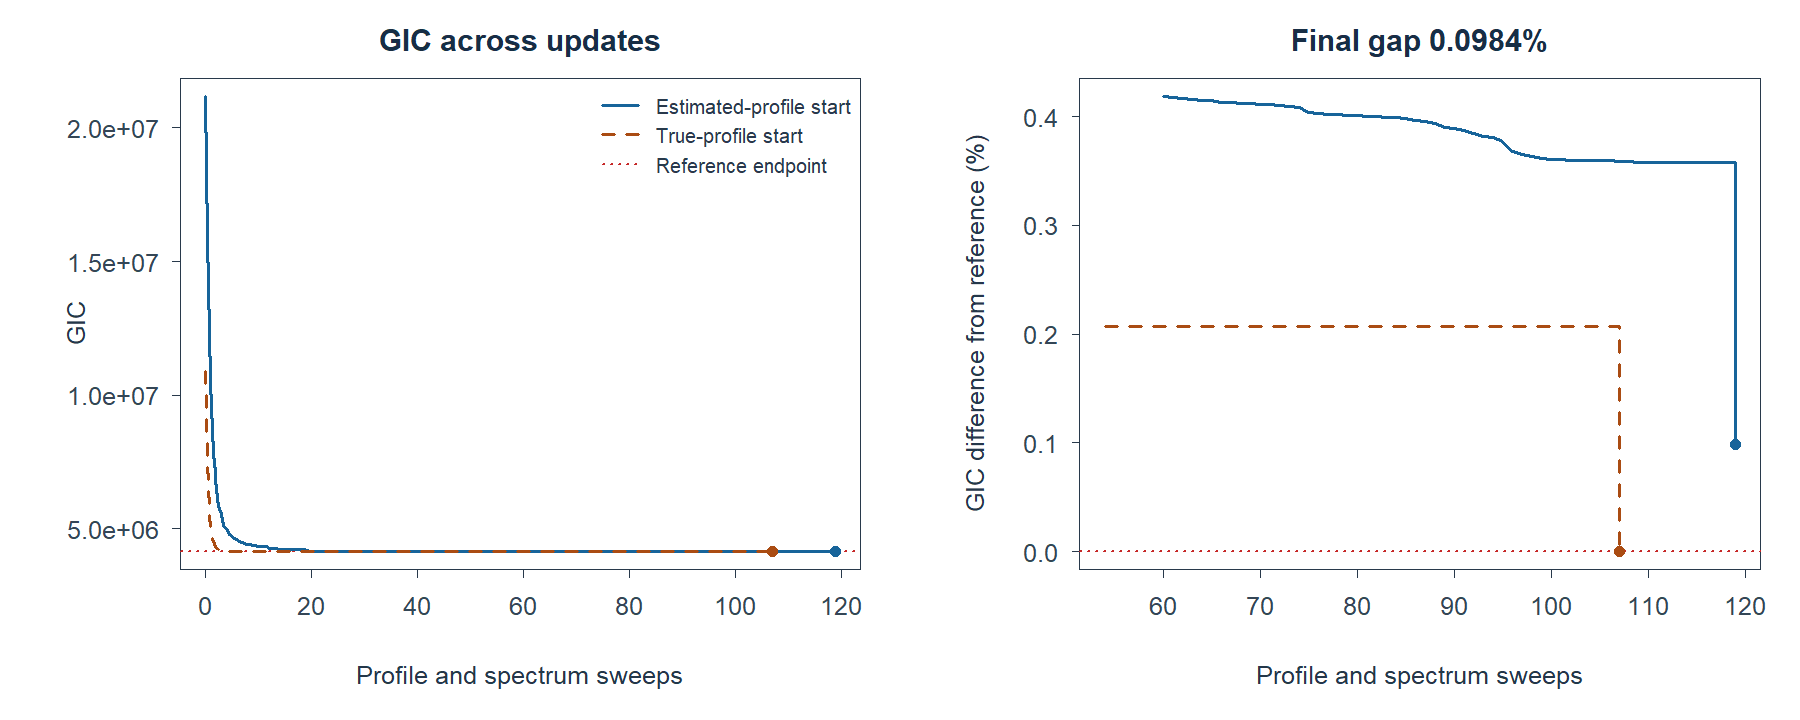 GIC across updates
GIC
2.0e+07
1.5e+07
1.0e+07
5.0e+06
Estimated-profile start
True-profile start
Reference endpoint
0 20 40 60 80 100 120
Profile and spectrum sweeps
Final gap 0.0984%
GIC difference from reference (%)
0.4
0.3
0.2
0.1
0.0
60 70 80 90 100 110 120
Profile and spectrum sweeps